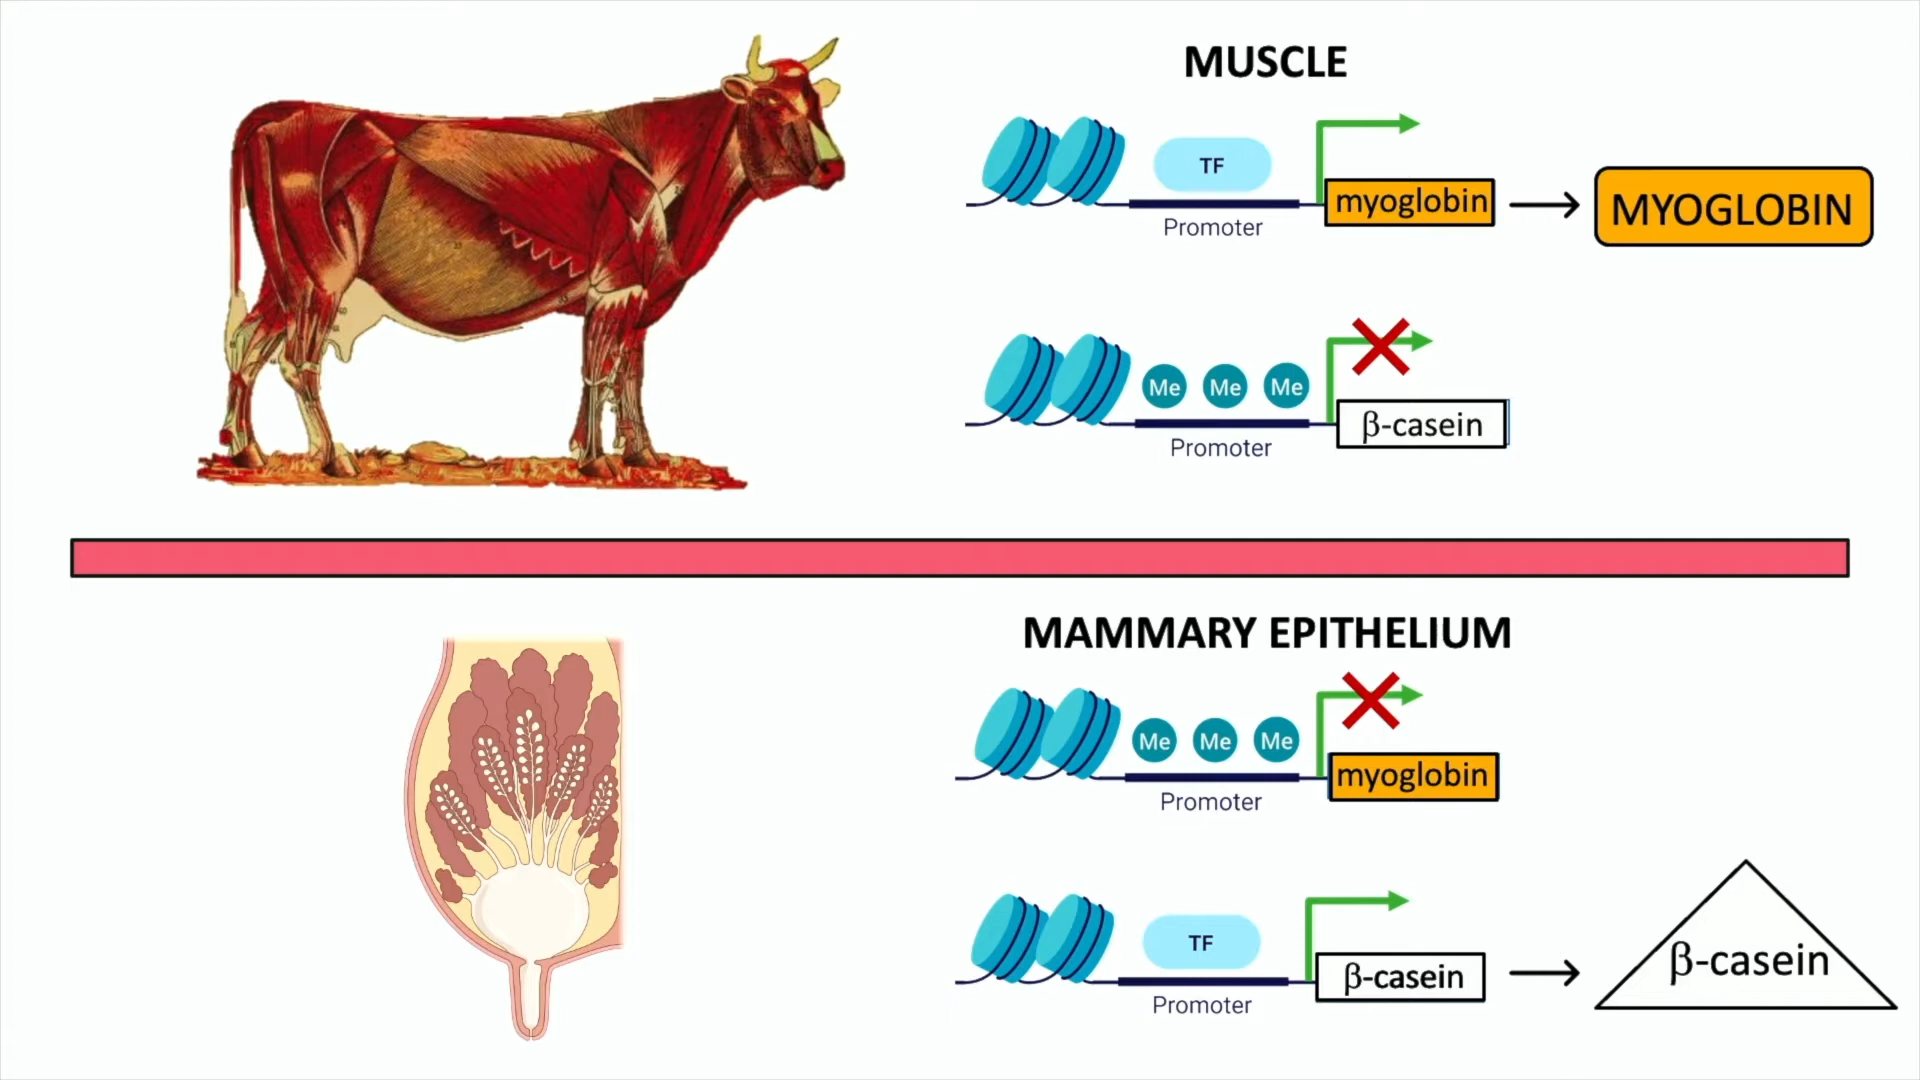 MUSCLE
TF
myoglobin
MYOGLOBIN
Promoter
Me Me Me
β-casein
Promoter
MAMMARY EPITHELIUM
Me Me Me
myoglobin
Promoter
TF
β-casein
β-casein
Promoter